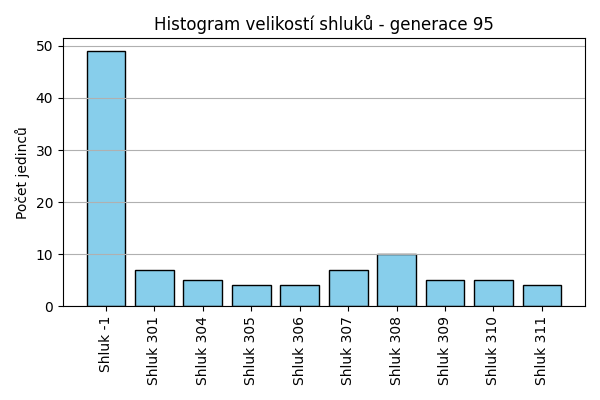 Histogram velikostí shluků - generace 95
Počet jedinců
50
40
30
20
10
0
Shluk -1
Shluk 301
Shluk 304
Shluk 305
Shluk 306
Shluk 307
Shluk 308
Shluk 309
Shluk 310
Shluk 311